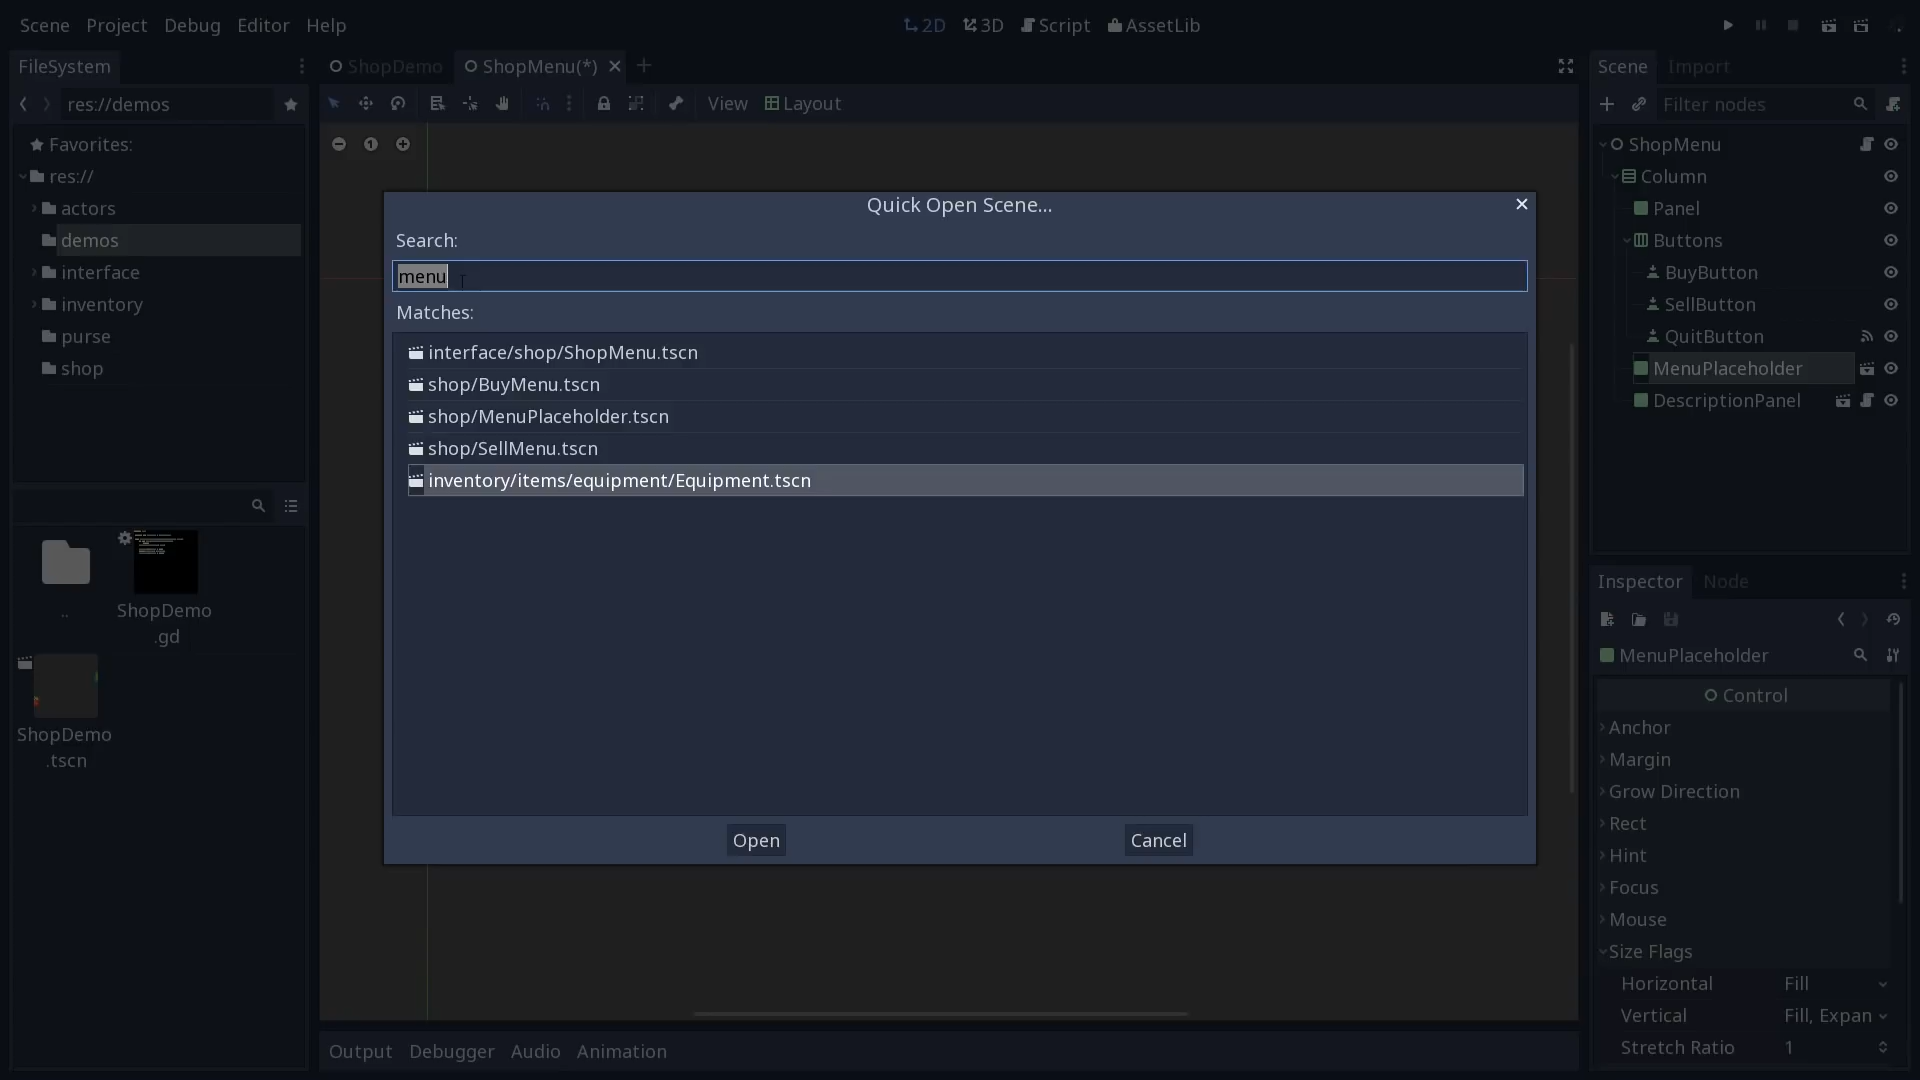 Scene Project Debug Editor Help
2D 3D Script AssetLib
FileSystem
res://demos
Favorites:
res://
actors
demos
interface
inventory
purse
shop
..
ShopDemo
.gd
ShopDemo
.tscn
ShopDemo ShopMenu(*)
View Layout
1
Quick Open Scene...
Search:
menu
Matches:
interface/shop/ShopMenu.tscn
shop/BuyMenu.tscn
shop/MenuPlaceholder.tscn
shop/SellMenu.tscn
inventory/items/equipment/Equipment.tscn
Open Cancel
Output Debugger Audio Animation
Scene Import
Filter nodes
ShopMenu
Column
Panel
Buttons
BuyButton
SellButton
QuitButton
MenuPlaceholder
DescriptionPanel
Inspector Node
MenuPlaceholder
Control
Anchor
Margin
Grow Direction
Rect
Hint
Focus
Mouse
Size Flags
Horizontal Fill
Vertical Fill, Expan
Stretch Ratio 1